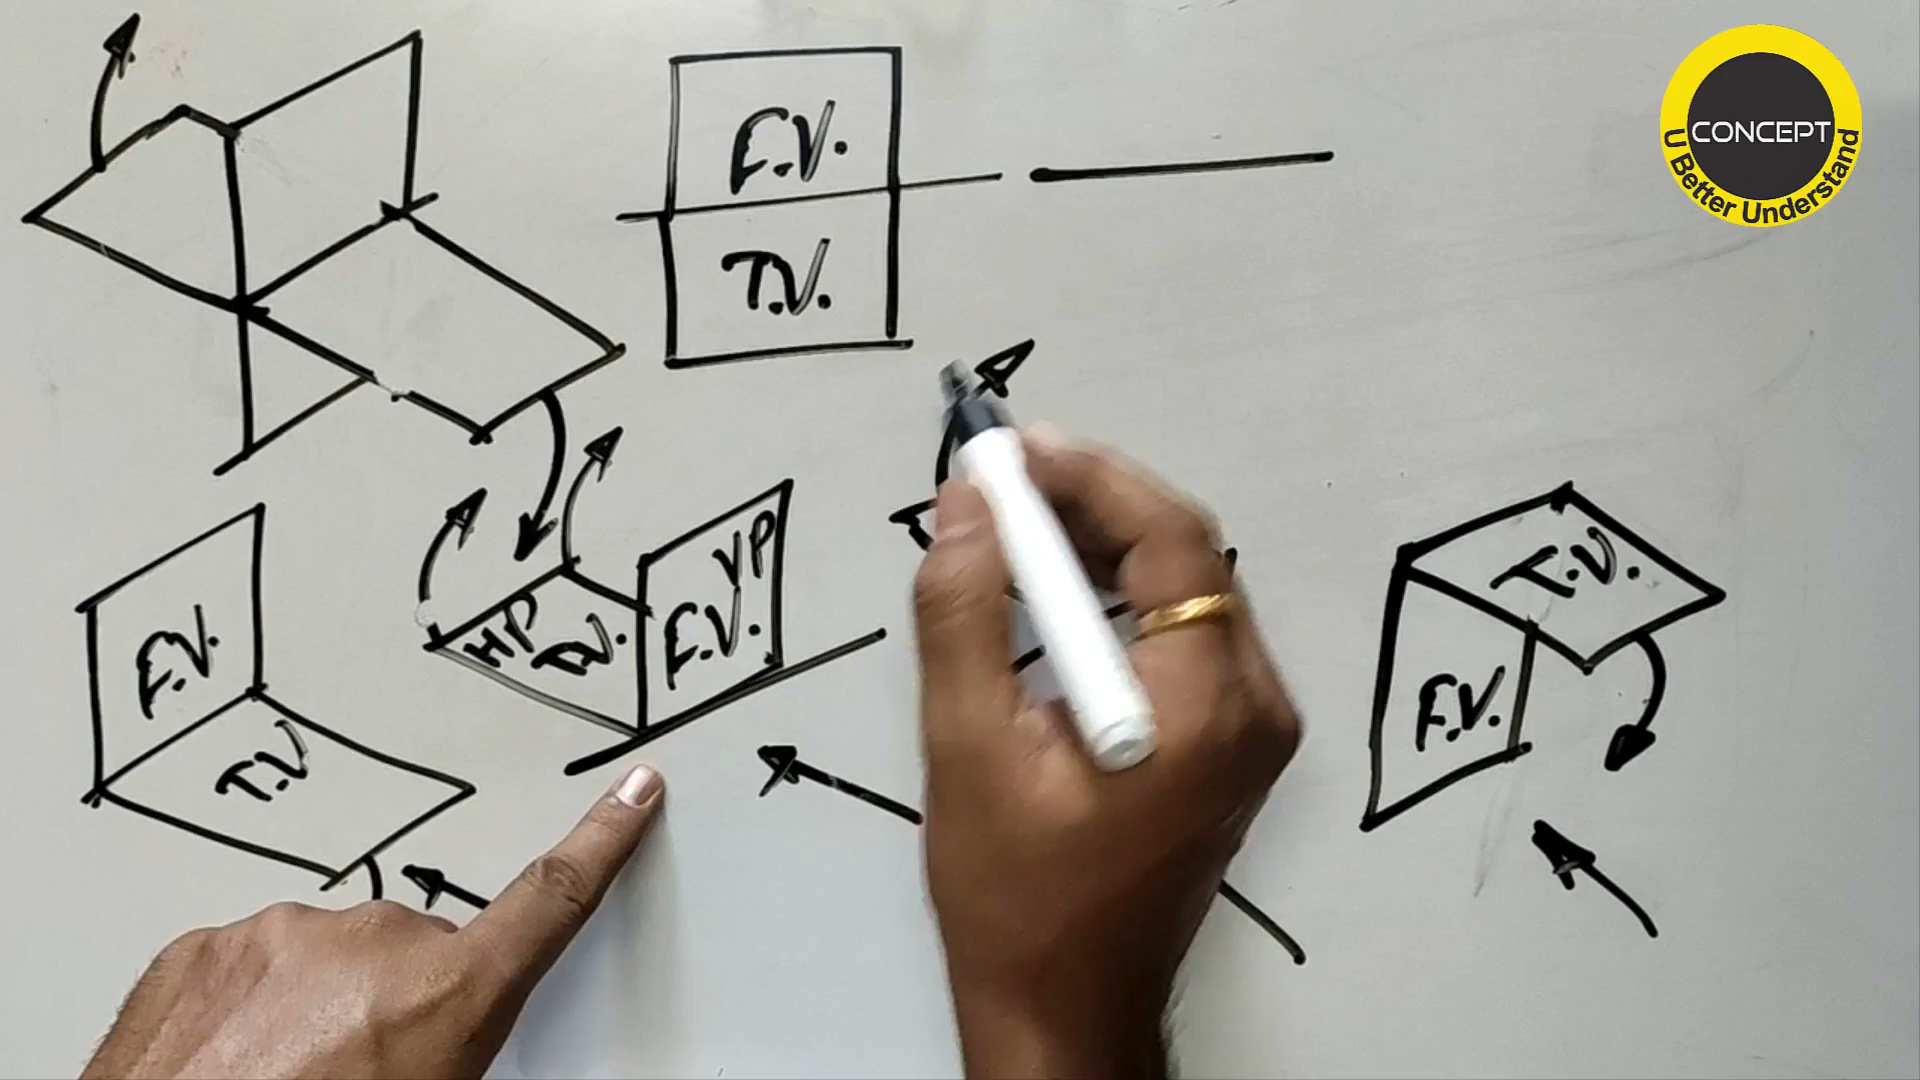 F.V.
T.V.
CONCEPT
U Better Understand
F.V.
T.V
HP
T.V.
VP
F.V.
T.V.
F.V.